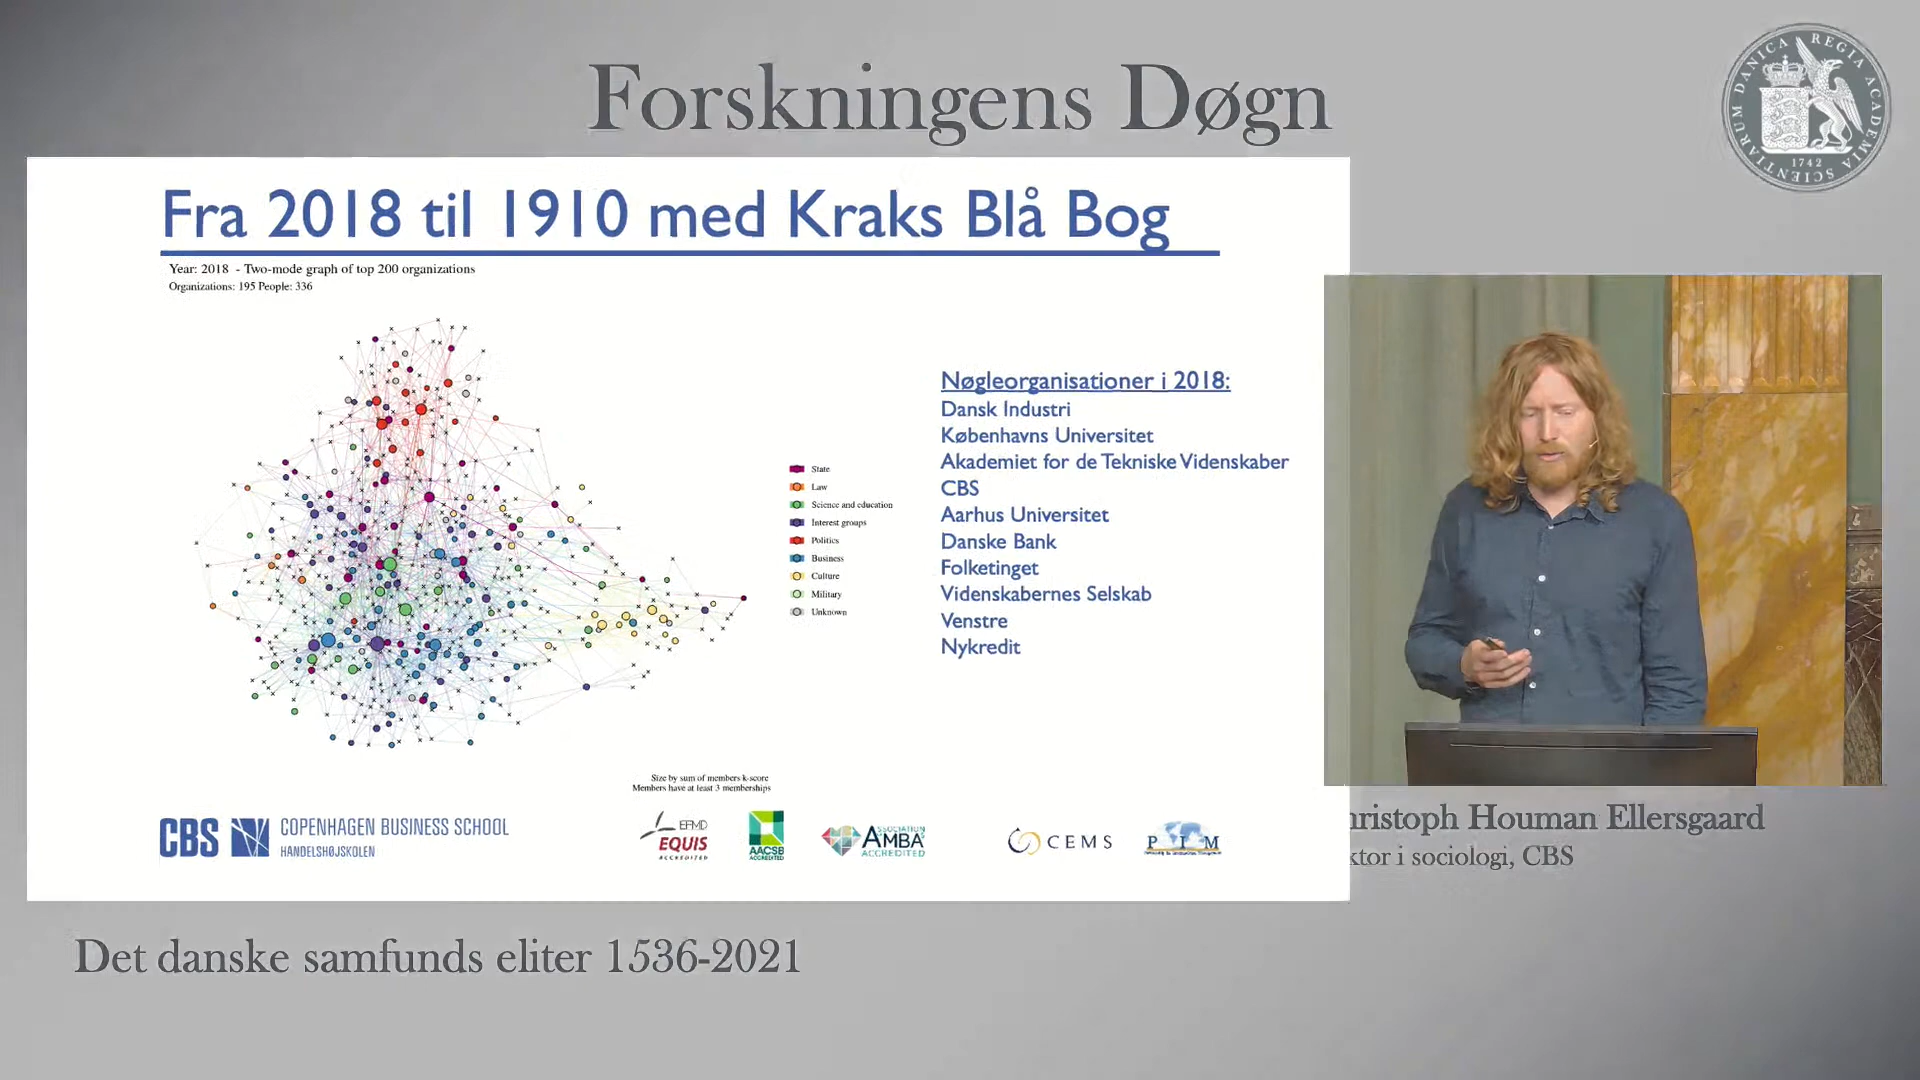 Forskningens Døgn
REGIA ACADEMIA SCIENTIARUM DANICA
1742
Fra 2018 til 1910 med Kraks Blå Bog
Year: 2018 - Two-mode graph of top 200 organizations
Organizations: 195 People: 336
State
Law
Science and education
Interest groups
Politics
Business
Culture
Military
Unknown
Nøgleorganisationer i 2018:
Dansk Industri
Københavns Universitet
Akademiet for de Tekniske Videnskaber
CBS
Aarhus Universitet
Danske Bank
Folketinget
Videnskabernes Selskab
Venstre
Nykredit
Size by sum of members k-score
Members have at least 3 memberships
CBS COPENHAGEN BUSINESS SCHOOL
HANDELSHØJSKOLEN
EFMD
EQUIS
ACCREDITED
AACSB
ACCREDITED
ASSOCIATION
AMBA
ACCREDITED
CEMS
PIM
hristoph Houman Ellersgaard
ktor i sociologi, CBS
Det danske samfunds eliter 1536-2021